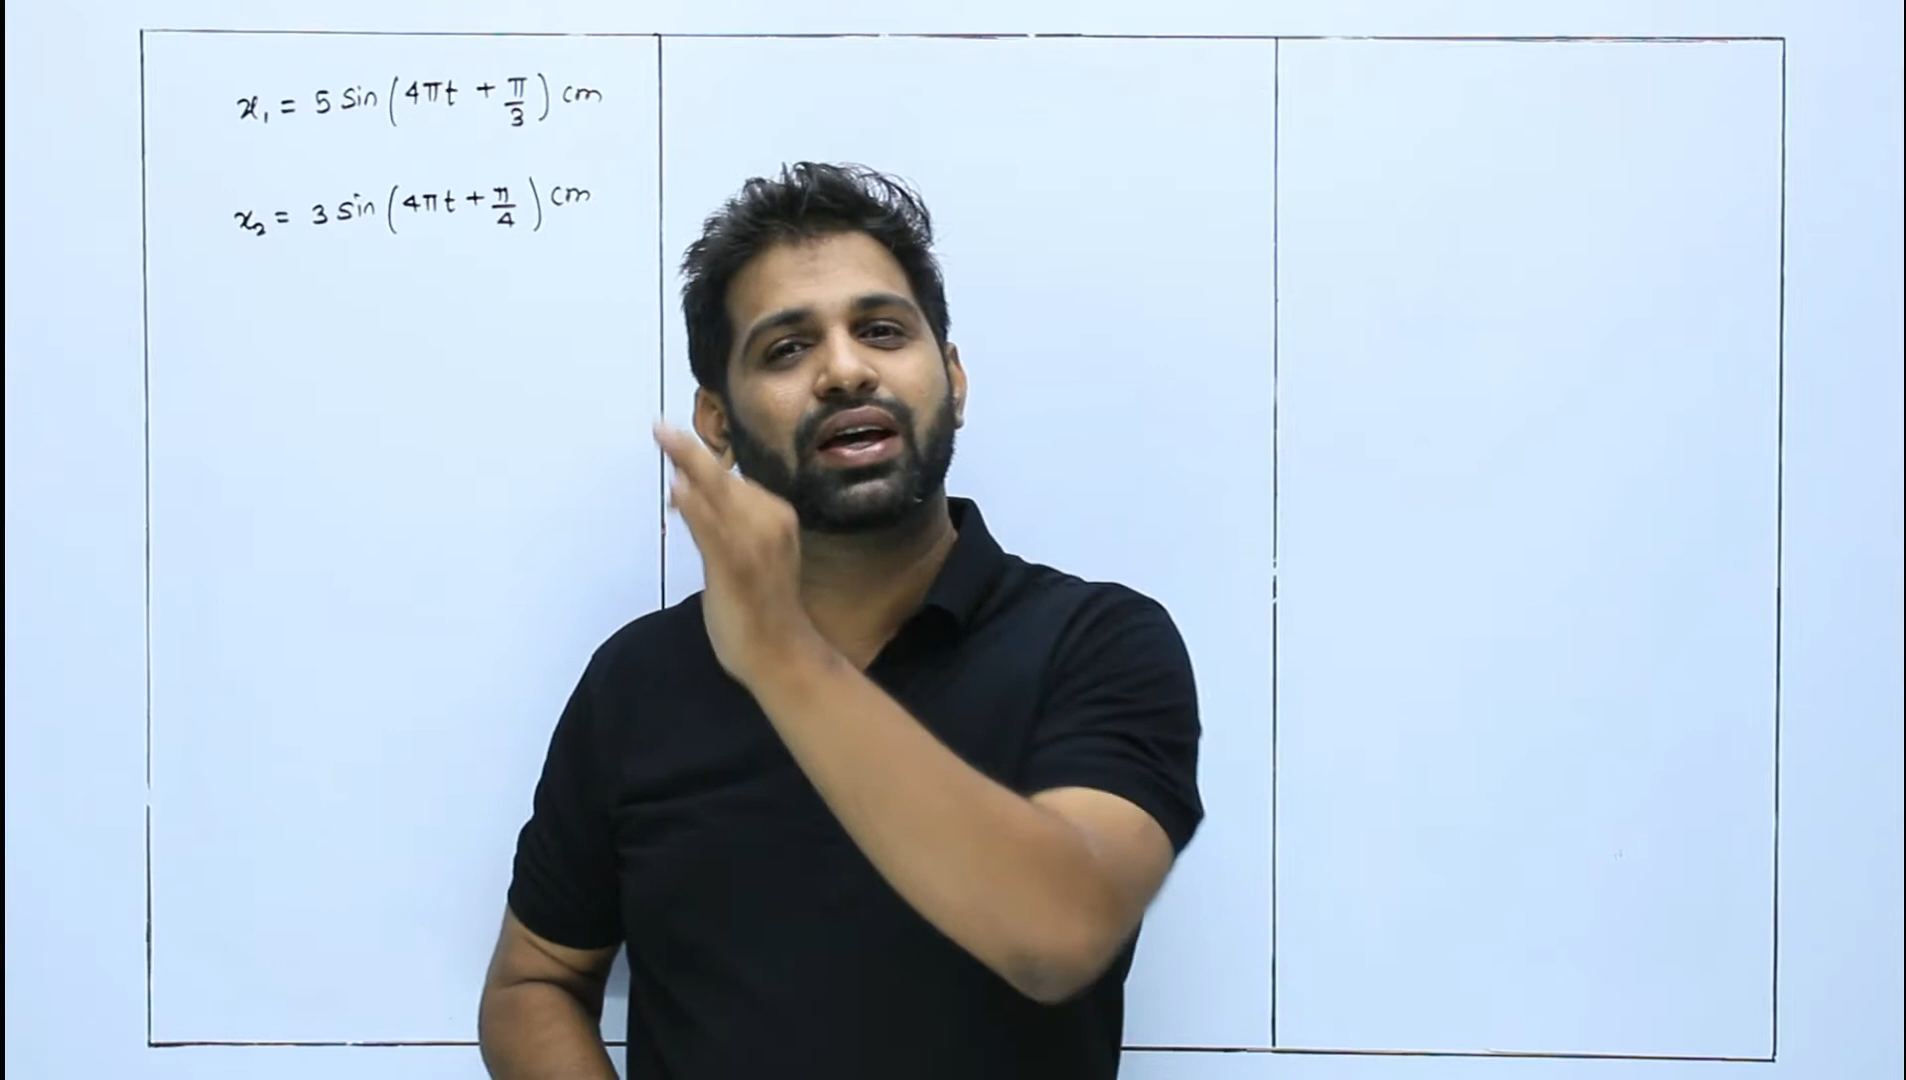 x₁ = 5 sin(4πt + π/3) cm
x₂ = 3 sin(4πt + π/4) cm